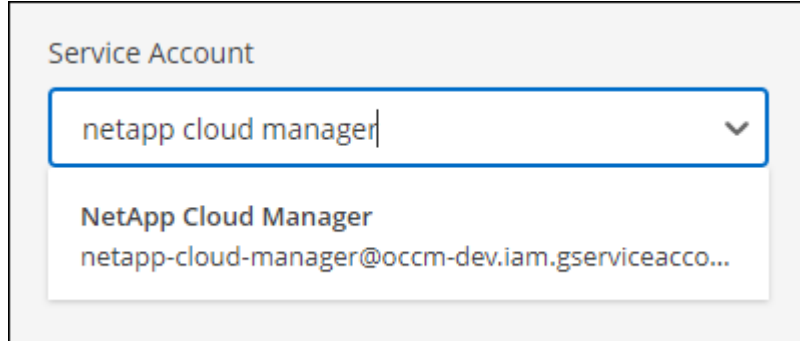 Service Account
netapp cloud manager
NetApp Cloud Manager
netapp-cloud-manager@occm-dev.iam.gserviceacco...